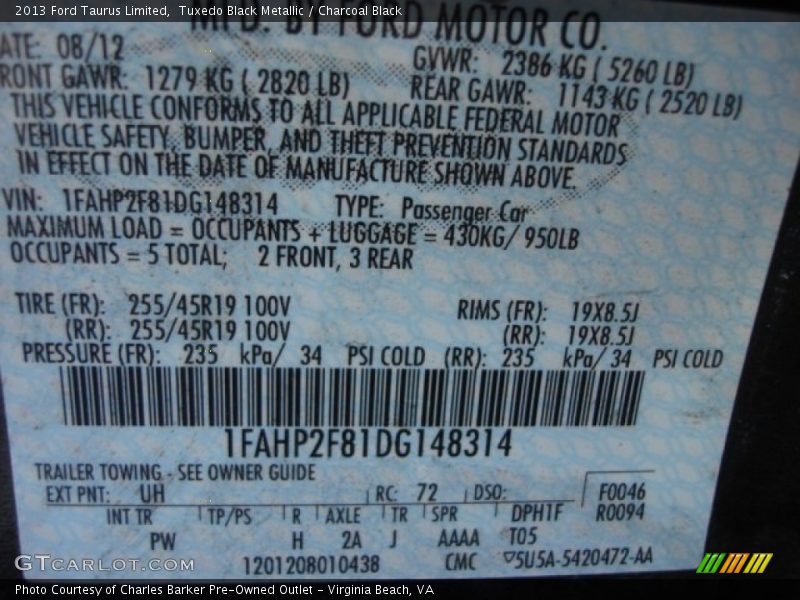 2013 Ford Taurus Limited,  Tuxedo Black Metallic / Charcoal Black
MFD. BY FORD MOTOR CO.
ATE: 08/12 GVWR: 2386 KG ( 5260 LB)
RONT GAWR: 1279 KG ( 2820 LB) REAR GAWR: 1143 KG ( 2520 LB)
THIS VEHICLE CONFORMS TO ALL APPLICABLE FEDERAL MOTOR
VEHICLE SAFETY, BUMPER, AND THEFT PREVENTION STANDARDS
IN EFFECT ON THE DATE OF MANUFACTURE SHOWN ABOVE.
VIN: 1FAHP2F81DG148314 TYPE: Passenger Car
MAXIMUM LOAD = OCCUPANTS + LUGGAGE = 430KG/ 950LB
OCCUPANTS = 5 TOTAL; 2 FRONT, 3 REAR
TIRE (FR): 255/45R19 100V RIMS (FR): 19X8.5J
(RR): 255/45R19 100V (RR): 19X8.5J
PRESSURE (FR): 235 kPa/ 34 PSI COLD (RR): 235 kPa/ 34 PSI COLD
1FAHP2F81DG148314
TRAILER TOWING - SEE OWNER GUIDE
EXT PNT: UH RC: 72 DSO: F0046
INT TR TP/PS R AXLE TR SPR DPHTF R0094
PW H 2A J AAAA T05
1201208010438 CMC ▽5U5A-5420472-AA
GTCARLOT.COM
Photo Courtesy of Charles Barker Pre-Owned Outlet - Virginia Beach, VA